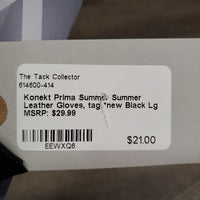 The Tack Collector
614600-414
Konekt Prima Summer Summer
Leather Gloves, tag *new Black Lg
MSRP: $29.99
$21.00
EEWXQ6